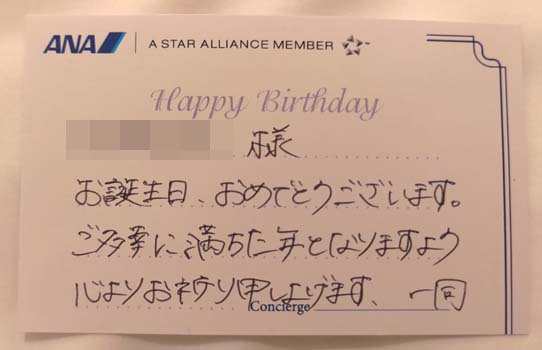 ANA A STAR ALLIANCE MEMBER
Happy Birthday
様
お誕生日、おめでとうございます。
ご多幸に満ちた年となりますよう
心よりお祈り申し上げます、一同
Concierge